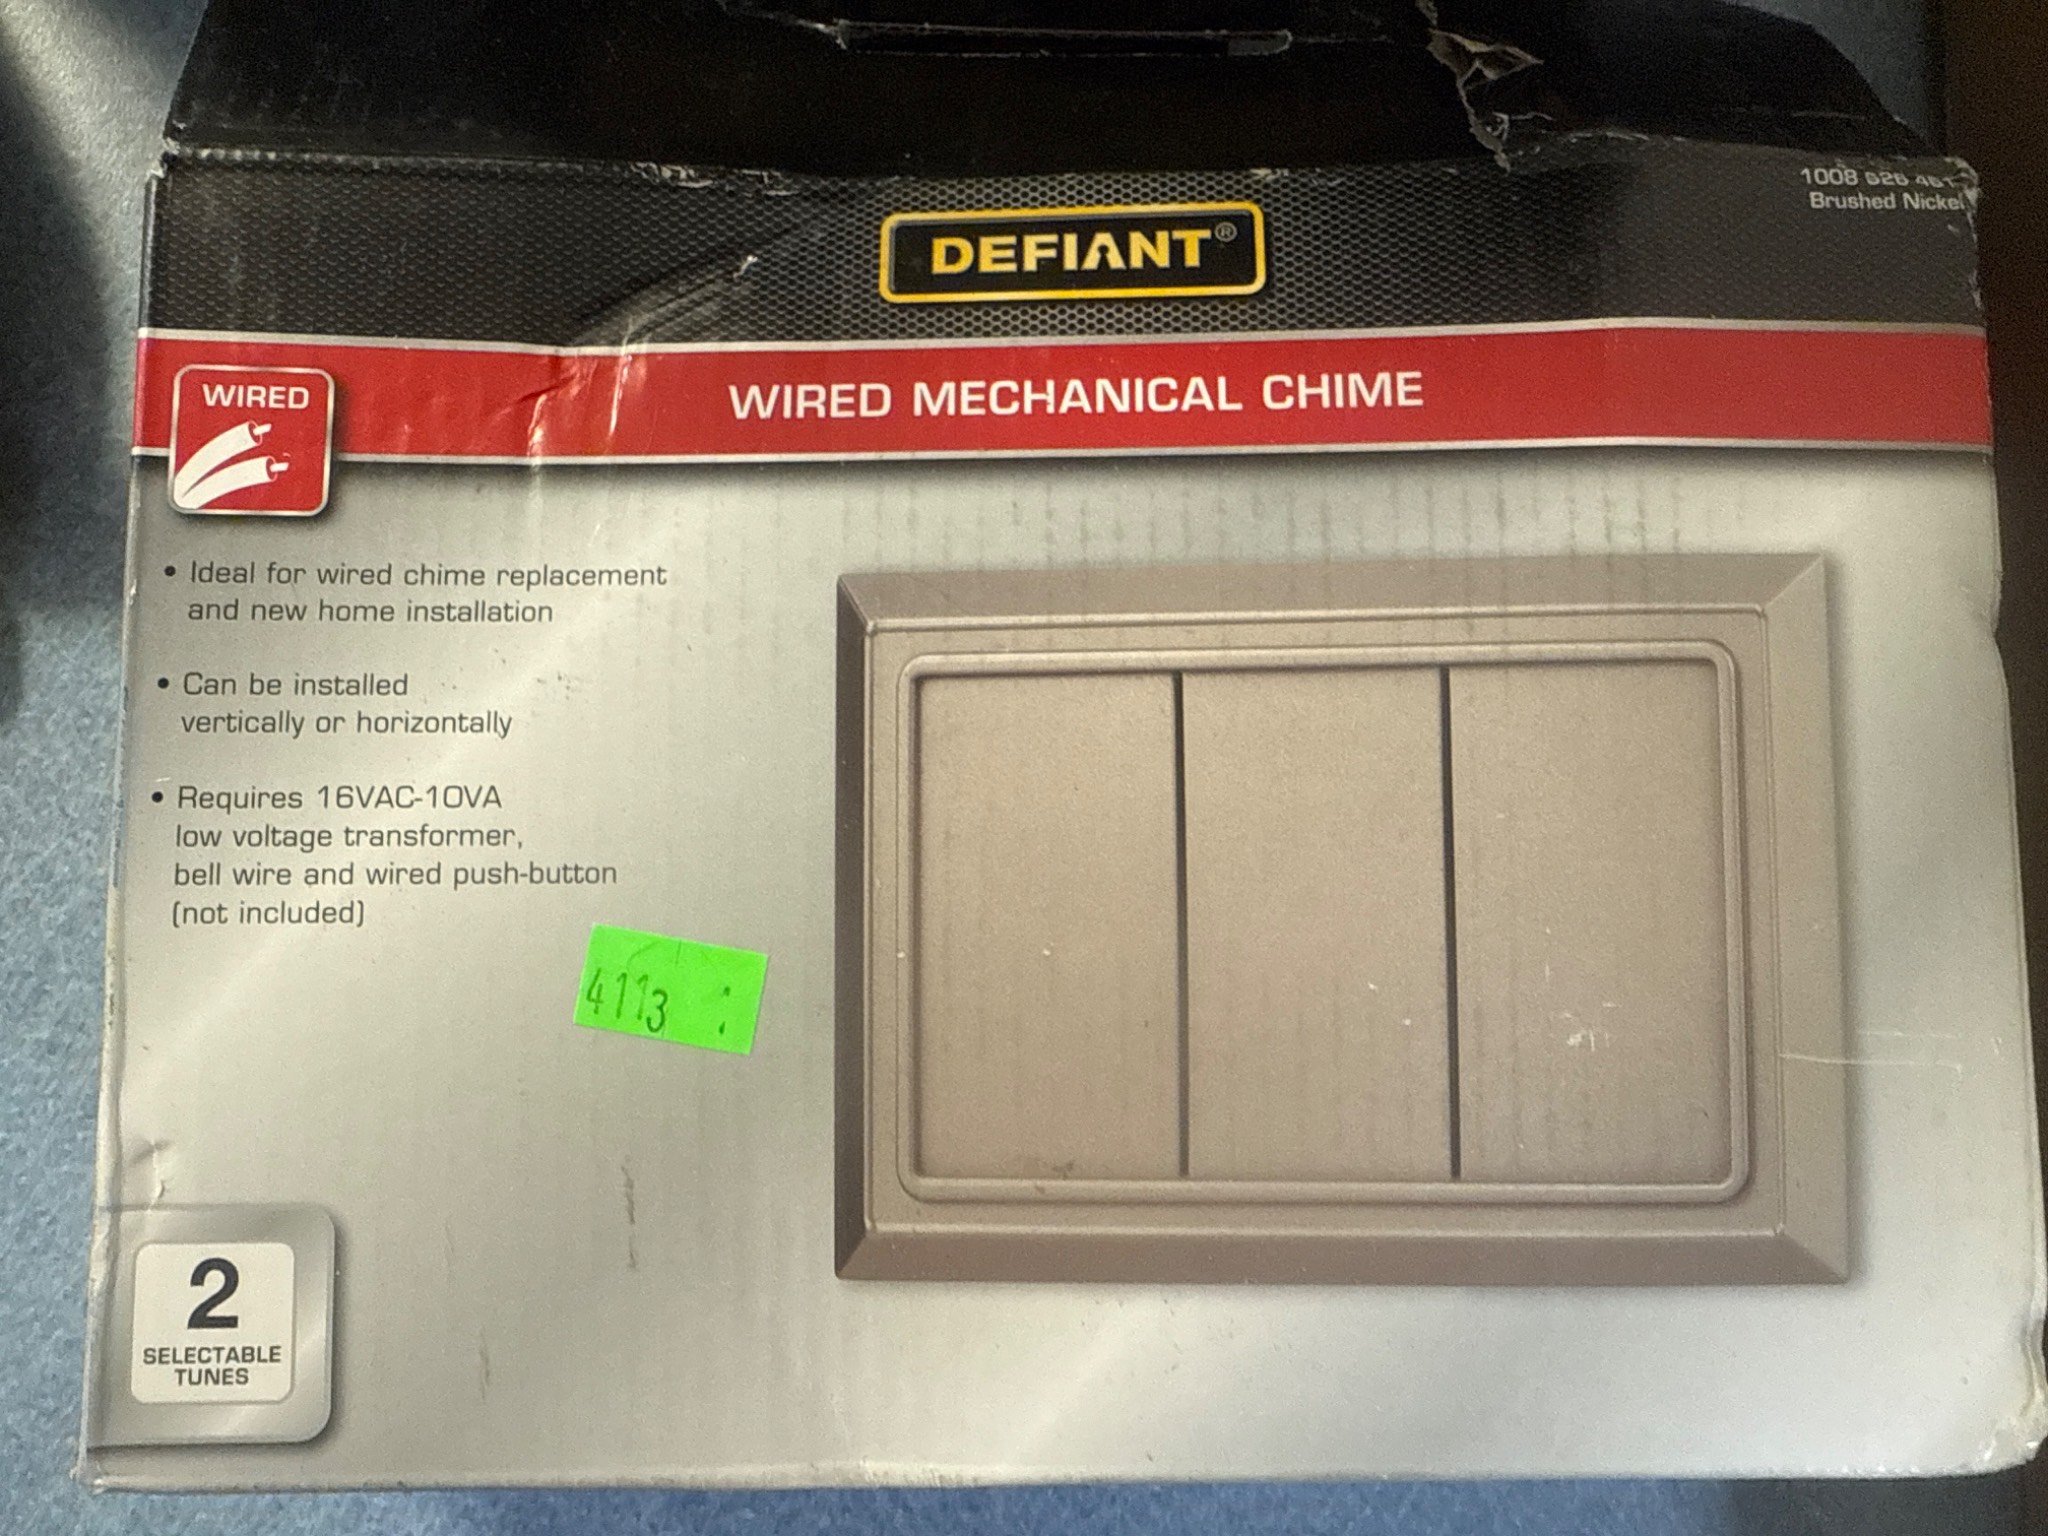 1008
Brushed Nickel
DEFIANT®
WIRED MECHANICAL CHIME
WIRED
• Ideal for wired chime replacement
and new home installation
• Can be installed
vertically or horizontally
• Requires 16VAC-10VA
low voltage transformer,
bell wire and wired push-button
(not included)
4113 :
2
SELECTABLE
TUNES